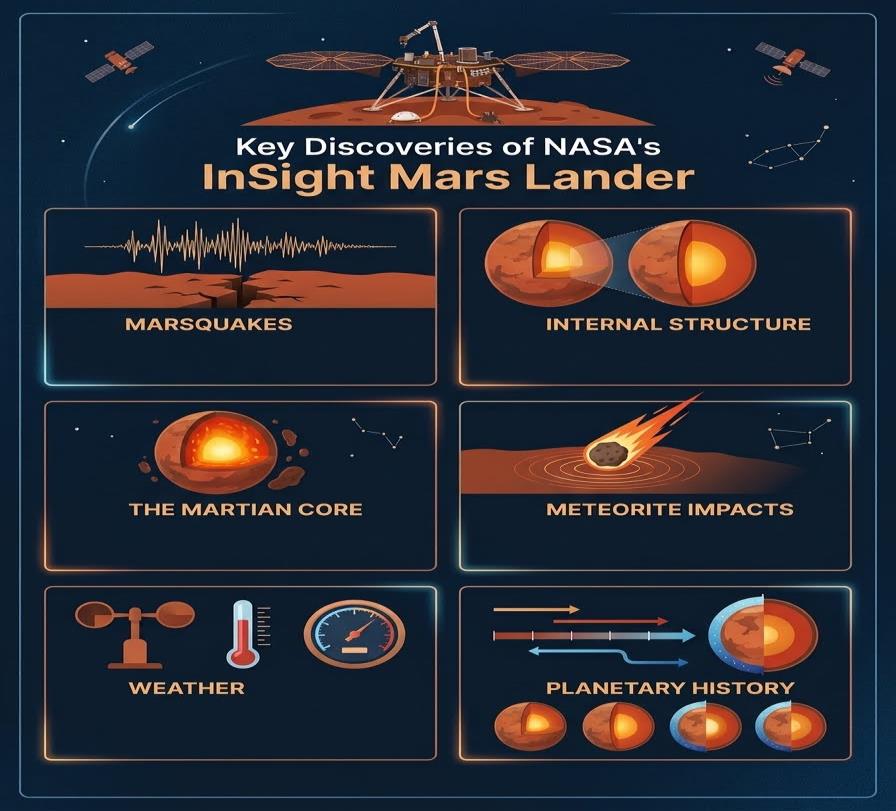 Key Discoveries of NASA's
InSight Mars Lander
MARSQUAKES
INTERNAL STRUCTURE
THE MARTIAN CORE
METEORITE IMPACTS
WEATHER
PLANETARY HISTORY